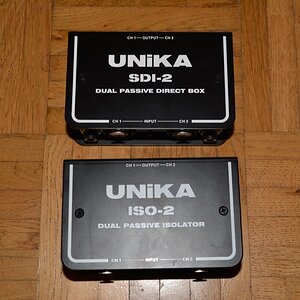 CH 1 OUTPUT CH 2
UNiKA
SDI-2
DUAL PASSIVE DIRECT BOX
CH 1 INPUT CH 2
CH 1 OUTPUT CH 2
UNiKA
ISO-2
DUAL PASSIVE ISOLATOR
CH 1 INPUT CH 2